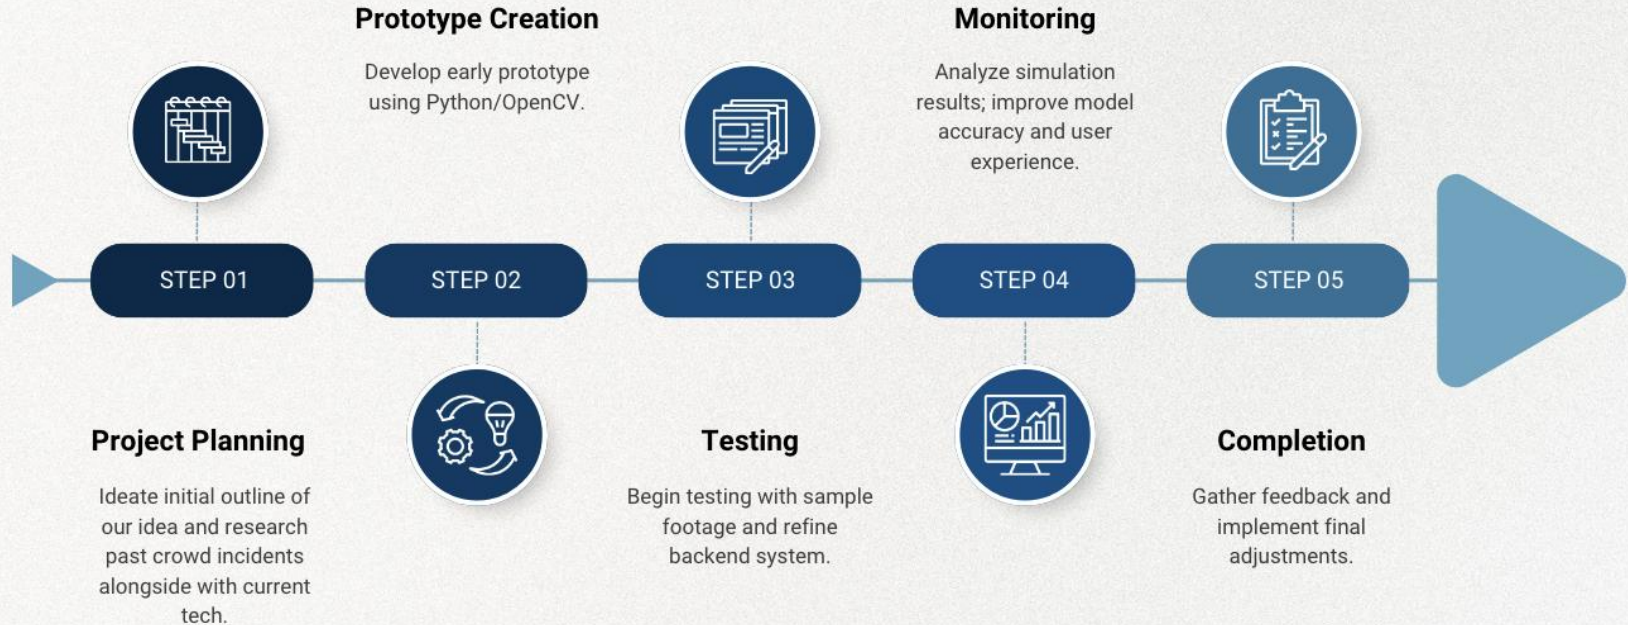 Prototype Creation
Develop early prototype
using Python/OpenCV.
Monitoring
Analyze simulation
results; improve model
accuracy and user
experience.
STEP 01
STEP 02
STEP 03
STEP 04
STEP 05
Project Planning
Ideate initial outline of
our idea and research
past crowd incidents
alongside with current
tech.
Testing
Begin testing with sample
footage and refine
backend system.
Completion
Gather feedback and
implement final
adjustments.